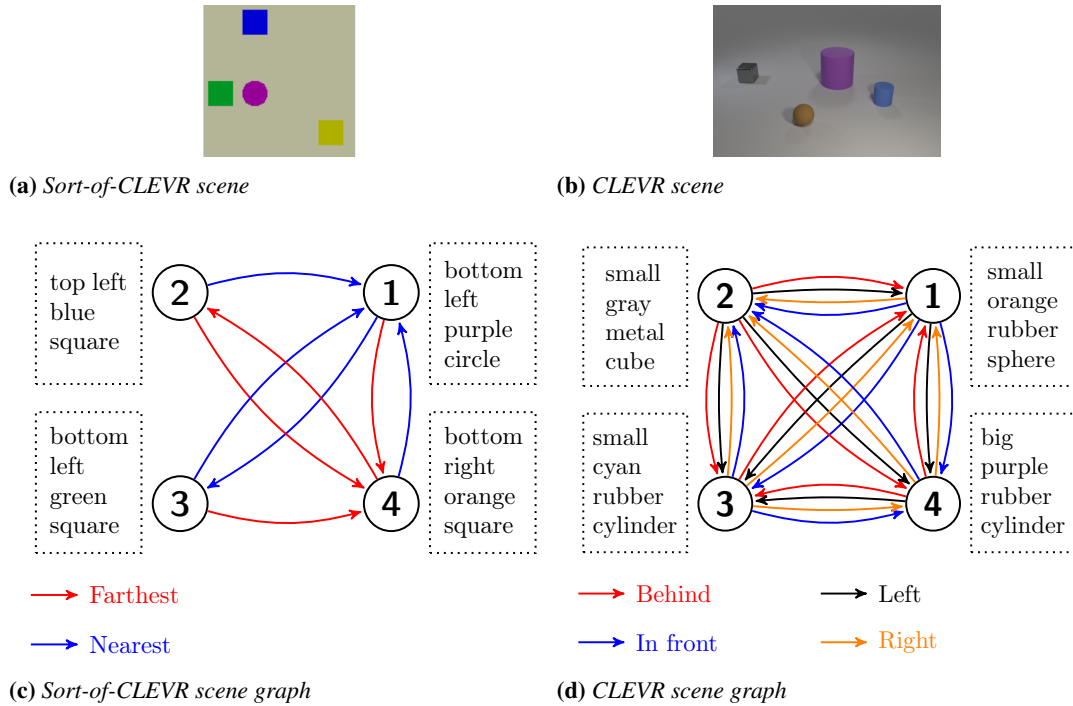 (a) Sort-of-CLEVR scene
(b) CLEVR scene
top left
blue
square
2
1
bottom
left
purple
circle
bottom
left
green
square
3
4
bottom
right
orange
square
Farthest
Nearest
(c) Sort-of-CLEVR scene graph
small
gray
metal
cube
2
1
small
orange
rubber
sphere
small
cyan
rubber
cylinder
3
4
big
purple
rubber
cylinder
Behind
Left
In front
Right
(d) CLEVR scene graph